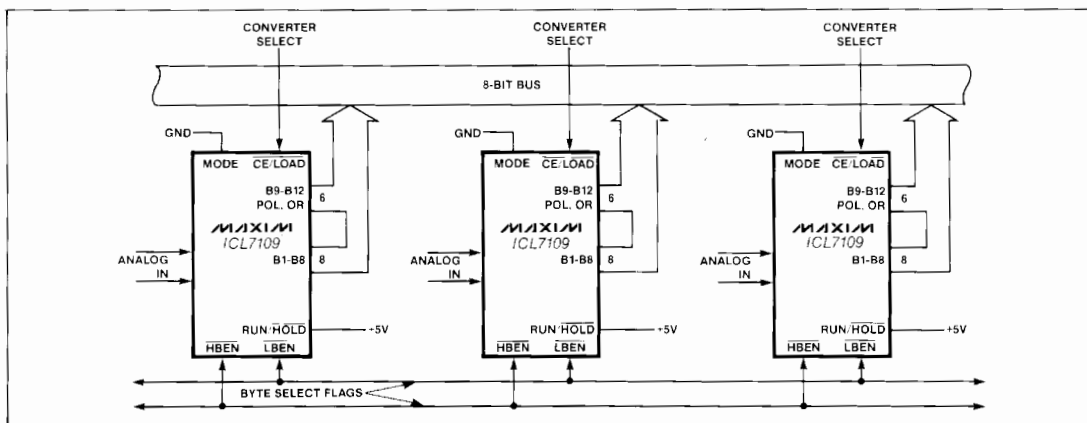 CONVERTER
SELECT
CONVERTER
SELECT
CONVERTER
SELECT
8-BIT BUS
GND
MODE CE/LOAD
B9-B12
POL, OR
6
MAXIM
ICL7109
B1-B8
8
ANALOG
IN
RUN/HOLD
+5V
HBEN LBEN
GND
MODE CE/LOAD
B9-B12
POL, OR
6
MAXIM
ICL7109
B1-B8
8
ANALOG
IN
RUN/HOLD
+5V
HBEN LBEN
GND
MODE CE/LOAD
B9-B12
POL, OR
6
MAXIM
ICL7109
B1-B8
8
ANALOG
IN
RUN/HOLD
+5V
HBEN LBEN
BYTE SELECT FLAGS